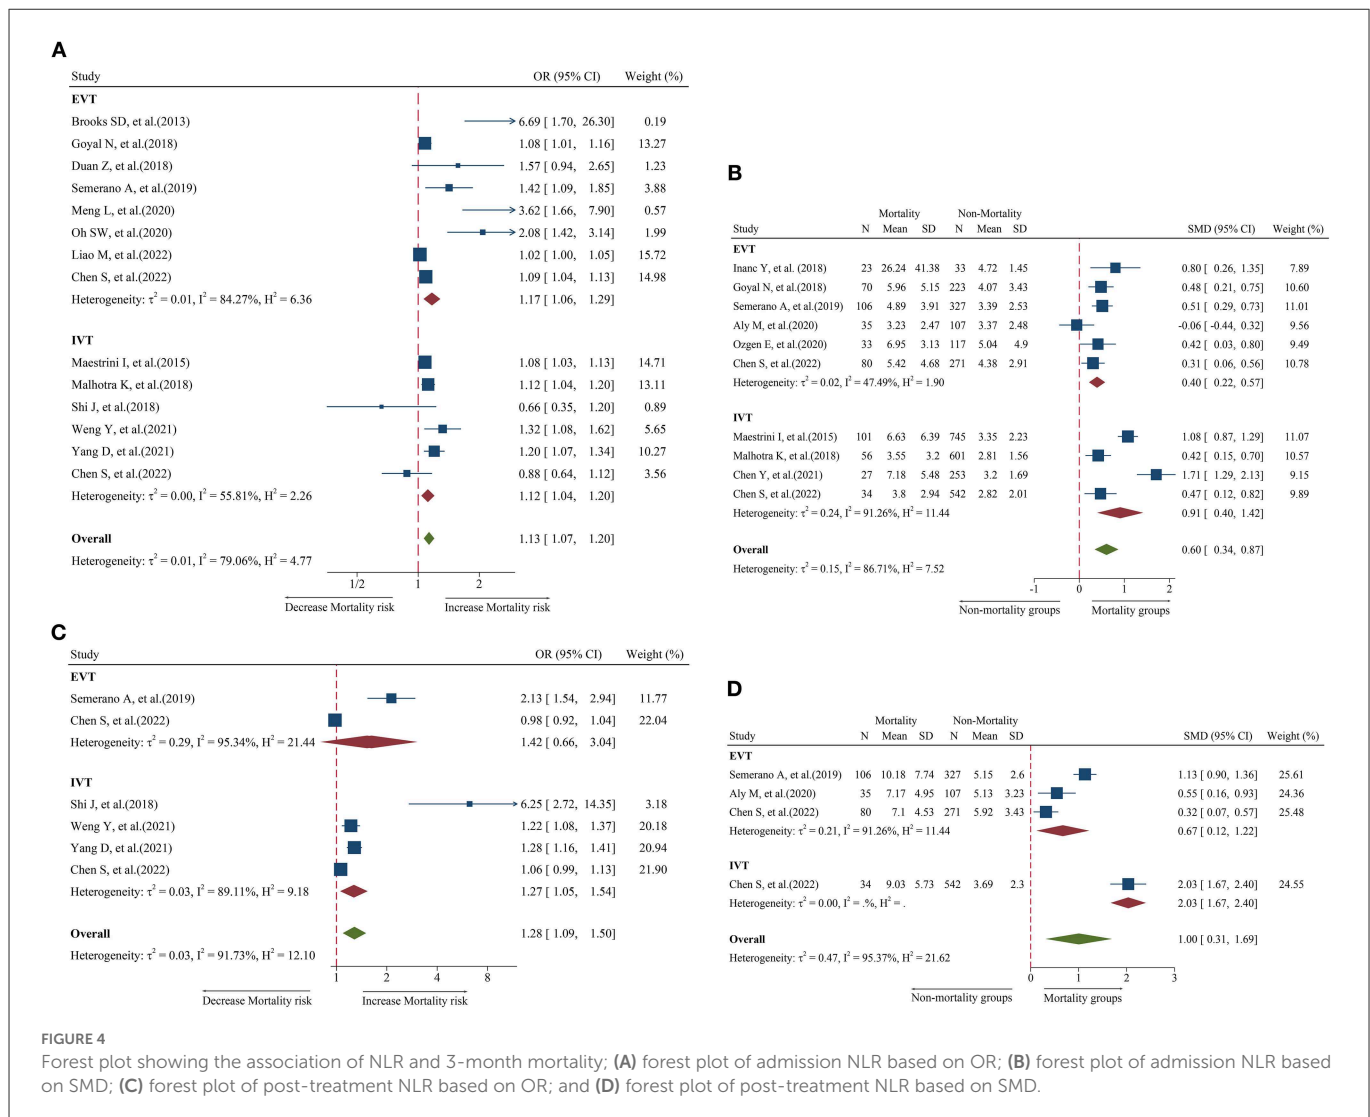 A
Study OR (95% CI) Weight (%)
EVT
Brooks SD, et al.(2013) 6.69 [ 1.70, 26.30] 0.19
Goyal N, et al.(2018) 1.08 [ 1.01, 1.16] 13.27
Duan Z, et al.(2018) 1.57 [ 0.94, 2.65] 1.23
Semerano A, et al.(2019) 1.42 [ 1.09, 1.85] 3.88
Meng L, et al.(2020) 3.62 [ 1.66, 7.90] 0.57
Oh SW, et al.(2020) 2.08 [ 1.42, 3.14] 1.99
Liao M, et al.(2022) 1.02 [ 1.00, 1.05] 15.72
Chen S, et al.(2022) 1.09 [ 1.04, 1.13] 14.98
Heterogeneity: τ² = 0.01, I² = 84.27%, H² = 6.36 1.17 [ 1.06, 1.29]
IVT
Maestrini I, et al.(2015) 1.08 [ 1.03, 1.13] 14.71
Malhotra K, et al.(2018) 1.12 [ 1.04, 1.20] 13.11
Shi J, et al.(2018) 0.66 [ 0.35, 1.20] 0.89
Weng Y, et al.(2021) 1.32 [ 1.08, 1.62] 5.65
Yang D, et al.(2021) 1.20 [ 1.07, 1.34] 10.27
Chen S, et al.(2022) 0.88 [ 0.64, 1.12] 3.56
Heterogeneity: τ² = 0.00, I² = 55.81%, H² = 2.26 1.12 [ 1.04, 1.20]
Overall 1.13 [ 1.07, 1.20]
Heterogeneity: τ² = 0.01, I² = 79.06%, H² = 4.77
1/2 1 2
Decrease Mortality risk Increase Mortality risk
B
Mortality Non-Mortality
Study N Mean SD N Mean SD SMD (95% CI) Weight (%)
EVT
Inanc Y, et al. (2018) 23 26.24 41.38 33 4.72 1.45 0.80 [ 0.26, 1.35] 7.89
Goyal N, et al.(2018) 70 5.96 5.15 223 4.07 3.43 0.48 [ 0.21, 0.75] 10.60
Semerano A, et al.(2019) 106 4.89 3.91 327 3.39 2.53 0.51 [ 0.29, 0.73] 11.01
Aly M, et al.(2020) 35 3.23 2.47 107 3.37 2.48 -0.06 [ -0.44, 0.32] 9.56
Ozgen E, et al.(2020) 33 6.95 3.13 117 5.04 4.9 0.42 [ 0.03, 0.80] 9.49
Chen S, et al.(2022) 80 5.42 4.68 271 4.38 2.91 0.31 [ 0.06, 0.56] 10.78
Heterogeneity: τ² = 0.02, I² = 47.49%, H² = 1.90 0.40 [ 0.22, 0.57]
IVT
Maestrini I, et al.(2015) 101 6.63 6.39 745 3.35 2.23 1.08 [ 0.87, 1.29] 11.07
Malhotra K, et al.(2018) 56 3.55 3.2 601 2.81 1.56 0.42 [ 0.15, 0.70] 10.57
Chen Y, et al.(2021) 27 7.18 5.48 253 3.2 1.69 1.71 [ 1.29, 2.13] 9.15
Chen S, et al.(2022) 34 3.8 2.94 542 2.82 2.01 0.47 [ 0.12, 0.82] 9.89
Heterogeneity: τ² = 0.24, I² = 91.26%, H² = 11.44 0.91 [ 0.40, 1.42]
Overall 0.60 [ 0.34, 0.87]
Heterogeneity: τ² = 0.15, I² = 86.71%, H² = 7.52
-1 0 1 2
Non-mortality groups Mortality groups
C
Study OR (95% CI) Weight (%)
EVT
Semerano A, et al.(2019) 2.13 [ 1.54, 2.94] 11.77
Chen S, et al.(2022) 0.98 [ 0.92, 1.04] 22.04
Heterogeneity: τ² = 0.29, I² = 95.34%, H² = 21.44 1.42 [ 0.66, 3.04]
IVT
Shi J, et al.(2018) 6.25 [ 2.72, 14.35] 3.18
Weng Y, et al.(2021) 1.22 [ 1.08, 1.37] 20.18
Yang D, et al.(2021) 1.28 [ 1.16, 1.41] 20.94
Chen S, et al.(2022) 1.06 [ 0.99, 1.13] 21.90
Heterogeneity: τ² = 0.03, I² = 89.11%, H² = 9.18 1.27 [ 1.05, 1.54]
Overall 1.28 [ 1.09, 1.50]
Heterogeneity: τ² = 0.03, I² = 91.73%, H² = 12.10
1 2 4 8
Decrease Mortality risk Increase Mortality risk
D
Mortality Non-Mortality
Study N Mean SD N Mean SD SMD (95% CI) Weight (%)
EVT
Semerano A, et al.(2019) 106 10.18 7.74 327 5.15 2.6 1.13 [ 0.90, 1.36] 25.61
Aly M, et al.(2020) 35 7.17 4.95 107 5.13 3.23 0.55 [ 0.16, 0.93] 24.36
Chen S, et al.(2022) 80 7.1 4.53 271 5.92 3.43 0.32 [ 0.07, 0.57] 25.48
Heterogeneity: τ² = 0.21, I² = 91.26%, H² = 11.44 0.67 [ 0.12, 1.22]
IVT
Chen S, et al.(2022) 34 9.03 5.73 542 3.69 2.3 2.03 [ 1.67, 2.40] 24.55
Heterogeneity: τ² = 0.00, I² = .%, H² = . 2.03 [ 1.67, 2.40]
Overall 1.00 [ 0.31, 1.69]
Heterogeneity: τ² = 0.47, I² = 95.37%, H² = 21.62
0 1 2 3
Non-mortality groups Mortality groups
FIGURE 4
Forest plot showing the association of NLR and 3-month mortality; (A) forest plot of admission NLR based on OR; (B) forest plot of admission NLR based
on SMD; (C) forest plot of post-treatment NLR based on OR; and (D) forest plot of post-treatment NLR based on SMD.